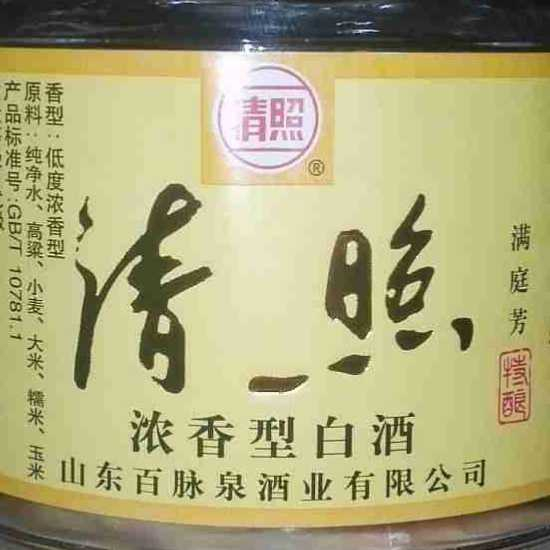 清照
®
清照
浓香型白酒
山东百脉泉酒业有限公司
满庭芳
特酿
香型:低度浓香型
原料:纯净水、高粱、小麦、大米、糯米、玉米
产品标准号:GB/T 10781.1